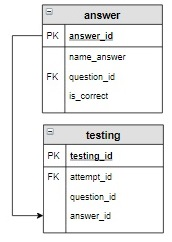 answer
PK answer_id
name_answer
FK question_id
is_correct
testing
PK testing_id
FK attempt_id
question_id
answer_id